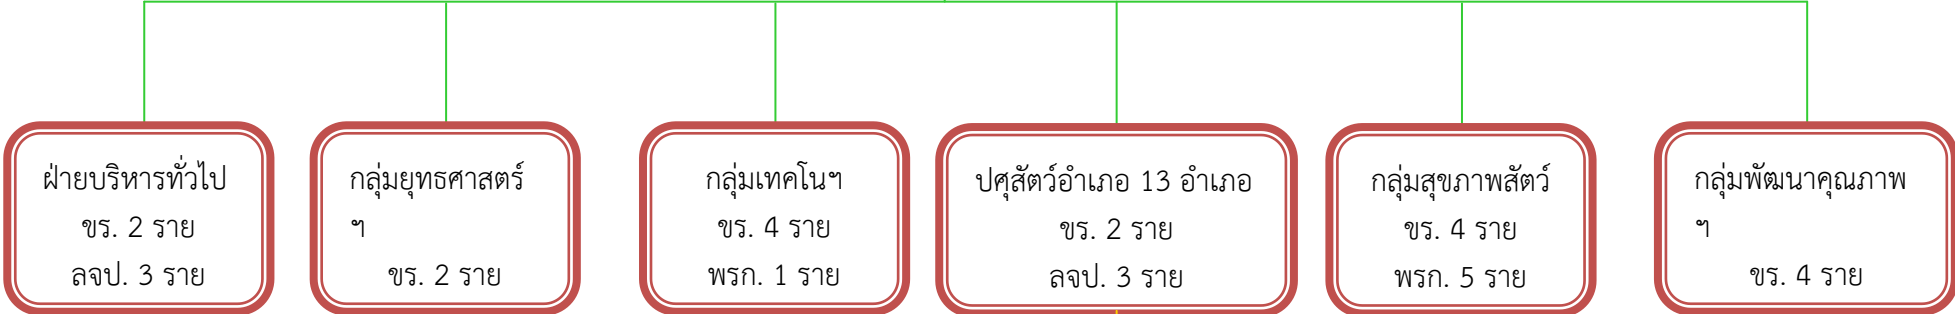 ฝ่ายบริหารทั่วไป
ขร. 2 ราย
ลจป. 3 ราย
กลุ่มยุทธศาสตร์
ฯ
ขร. 2 ราย
กลุ่มเทคโนฯ
ขร. 4 ราย
พรก. 1 ราย
ปศุสัตว์อำเภอ 13 อำเภอ
ขร. 2 ราย
ลจป. 3 ราย
กลุ่มสุขภาพสัตว์
ขร. 4 ราย
พรก. 5 ราย
กลุ่มพัฒนาคุณภาพ
ฯ
ขร. 4 ราย